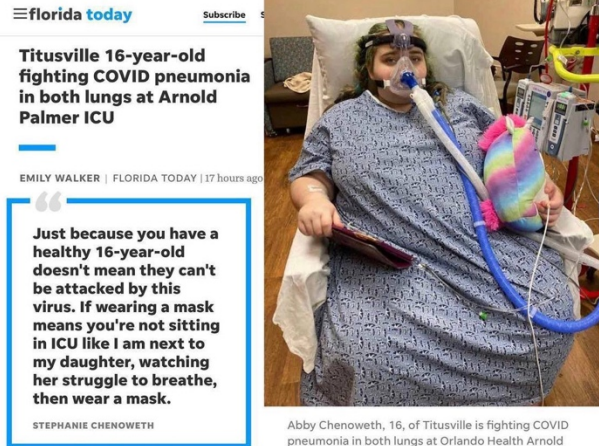 florida today
Subscribe
Titusville 16-year-old
fighting COVID pneumonia
in both lungs at Arnold
Palmer ICU
EMILY WALKER | FLORIDA TODAY | 17 hours ago
Just because you have a
healthy 16-year-old
doesn't mean they can't
be attacked by this
virus. If wearing a mask
means you're not sitting
in ICU like I am next to
my daughter, watching
her struggle to breathe,
then wear a mask.
STEPHANIE CHENOWETH
Abby Chenoweth, 16, of Titusville is fighting COVID
pneumonia in both lungs at Orlando Health Arnold